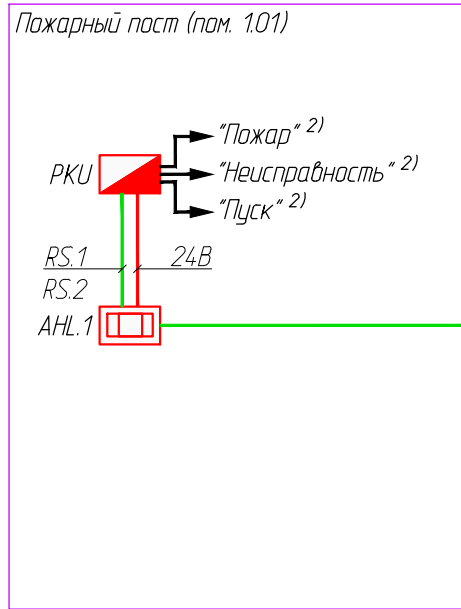 Пожарный пост (пом. 1.01)
"Пожар" 2)
PKU
"Неисправность" 2)
"Пуск" 2)
RS.1 24В
RS.2
AHL.1